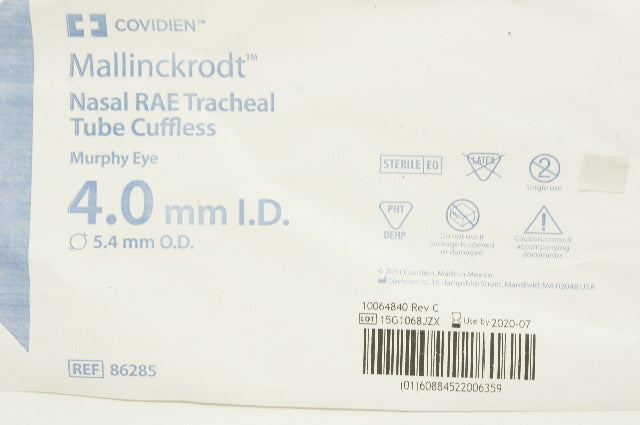 COVIDIEN™
Mallinckrodt™
Nasal RAE Tracheal
Tube Cuffless
Murphy Eye
4.0 mm I.D.
5.4 mm O.D.
REF 86285
STERILE EO
LATEX
2
Single use
PHT
DEHP
Do not use if
package is opened
or damaged
Caution, consult
accompanying
documents
© 2011 Covidien. Made in Mexico.
Covidien llc, 15 Hampshire Street, Mansfield, MA 02048 USA.
10064840 Rev C
LOT 15G1068JZX Use by 2020-07
(01)60884522006359